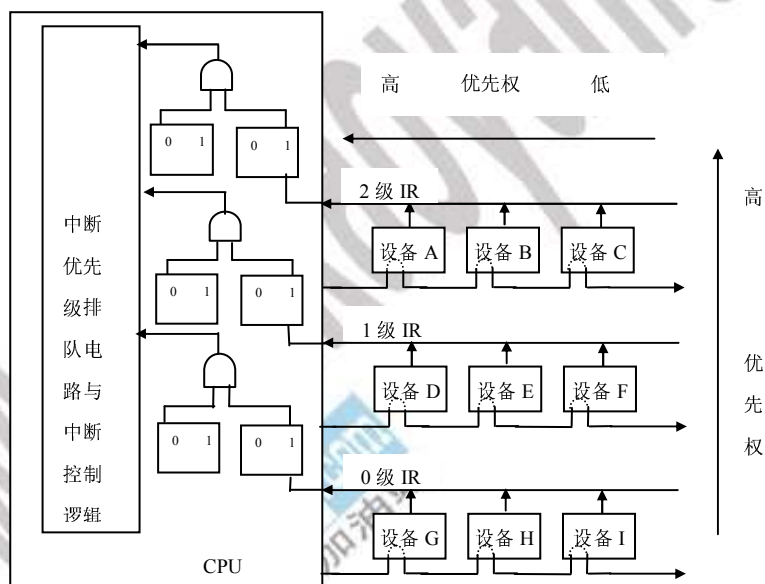 高 优先权 低
0 1
0 1
2 级 IR
高
设备 A
设备 B
设备 C
0 1
0 1
1 级 IR
设备 D
设备 E
设备 F
0 1
0 1
0 级 IR
设备 G
设备 H
设备 I
中断
优先
级排
队电
路与
中断
控制
逻辑
优
先
权
CPU